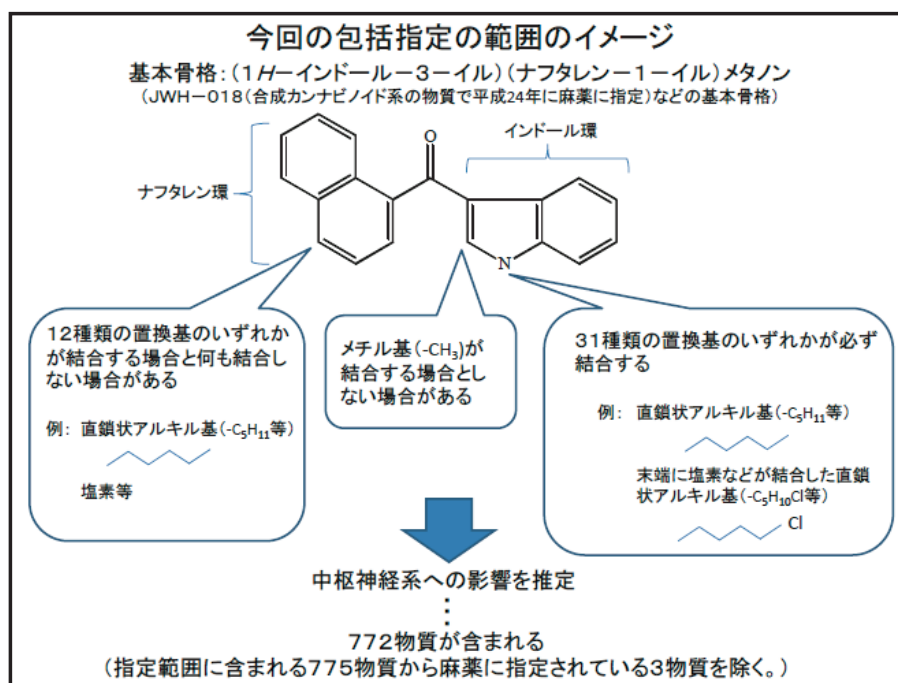 今回の包括指定の範囲のイメージ
基本骨格：（１H－インドール－３－イル）（ナフタレン－１－イル）メタノン
（JWH－018（合成カンナビノイド系の物質で平成24年に麻薬に指定）などの基本骨格）
インドール環
O
ナフタレン環
N
12種類の置換基のいずれか
が結合する場合と何も結合し
ない場合がある
例： 直鎖状アルキル基（-C₅H₁₁等）
塩素等
メチル基（-CH₃)が
結合する場合とし
ない場合がある
31種類の置換基のいずれかが必ず
結合する
例： 直鎖状アルキル基（-C₅H₁₁等）
末端に塩素などが結合した直鎖
状アルキル基（-C₅H₁₀Cl等）
Cl
中枢神経系への影響を推定
⋮
７７２物質が含まれる
（指定範囲に含まれる７７５物質から麻薬に指定されている３物質を除く。）